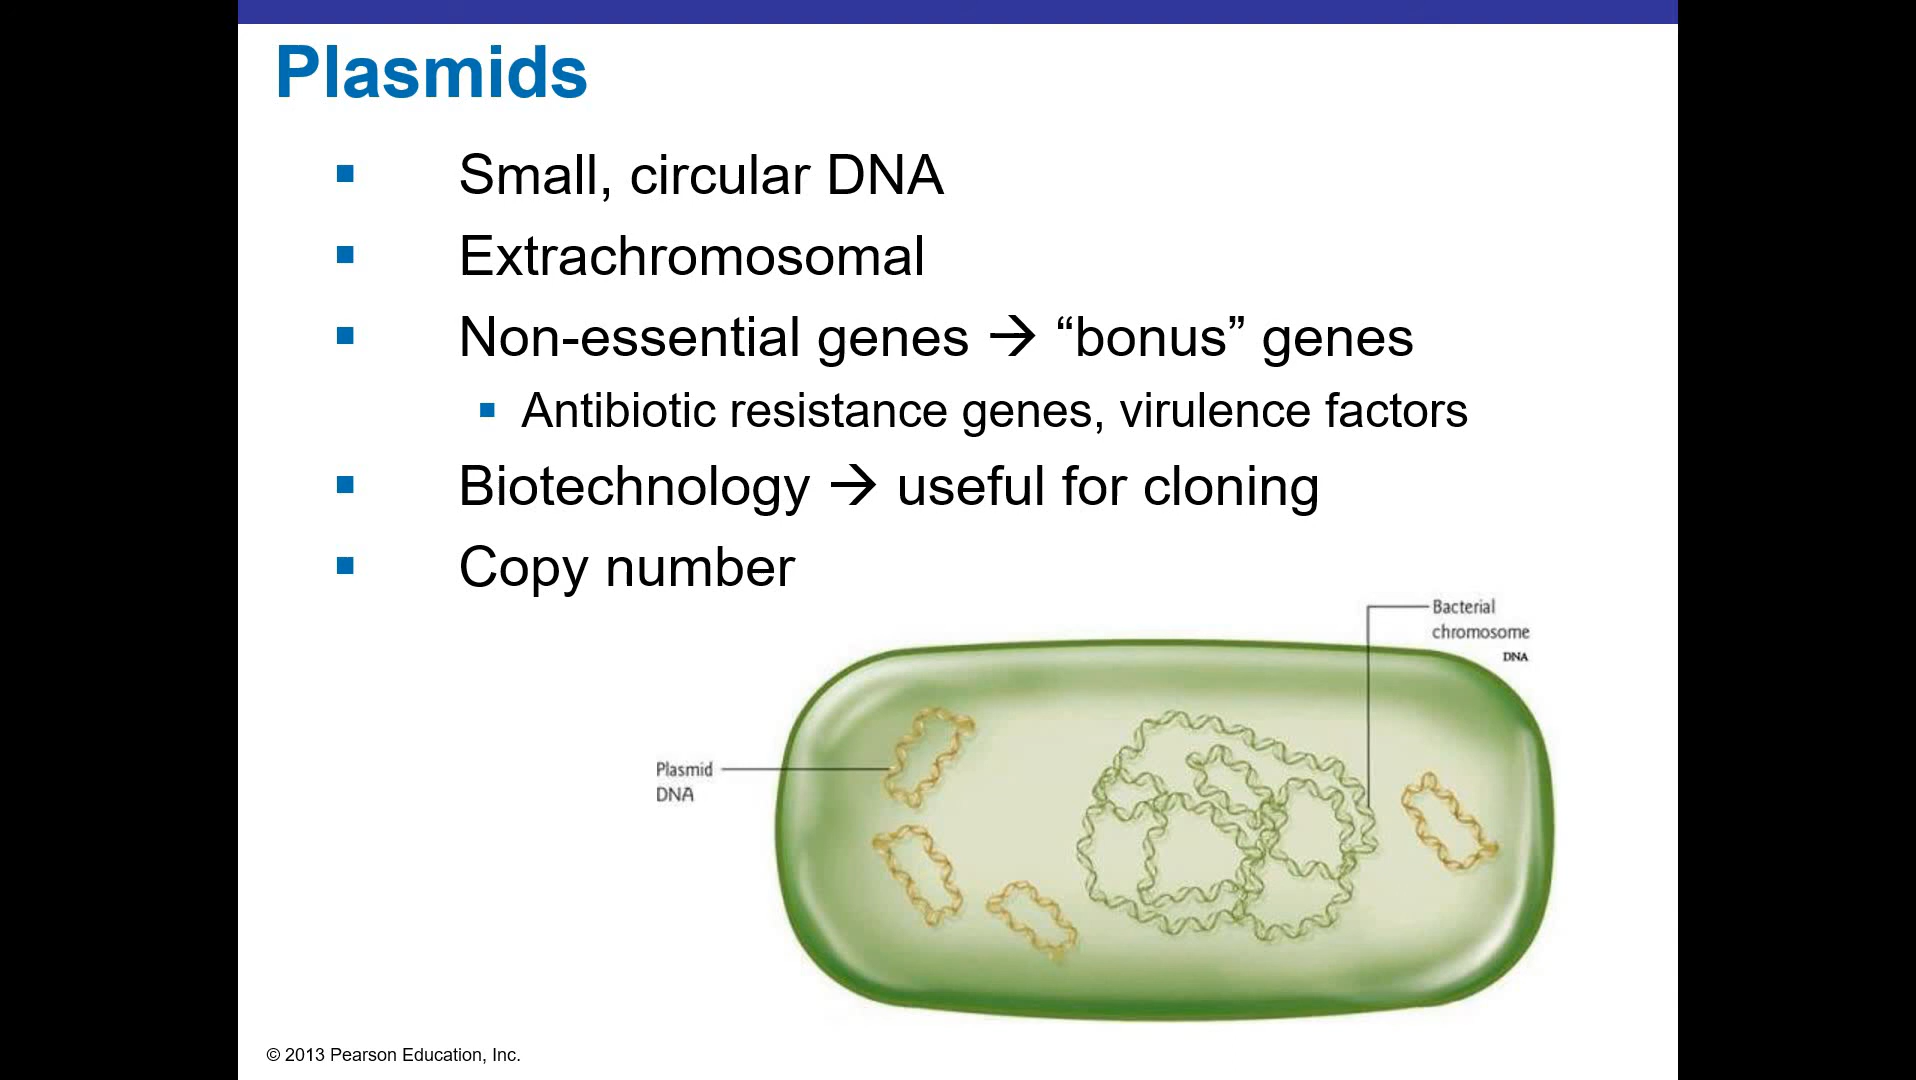 Plasmids
Small, circular DNA
Extrachromosomal
Non-essential genes → “bonus” genes
Antibiotic resistance genes, virulence factors
Biotechnology → useful for cloning
Copy number
Bacterial
chromosome
DNA
Plasmid
DNA
© 2013 Pearson Education, Inc.